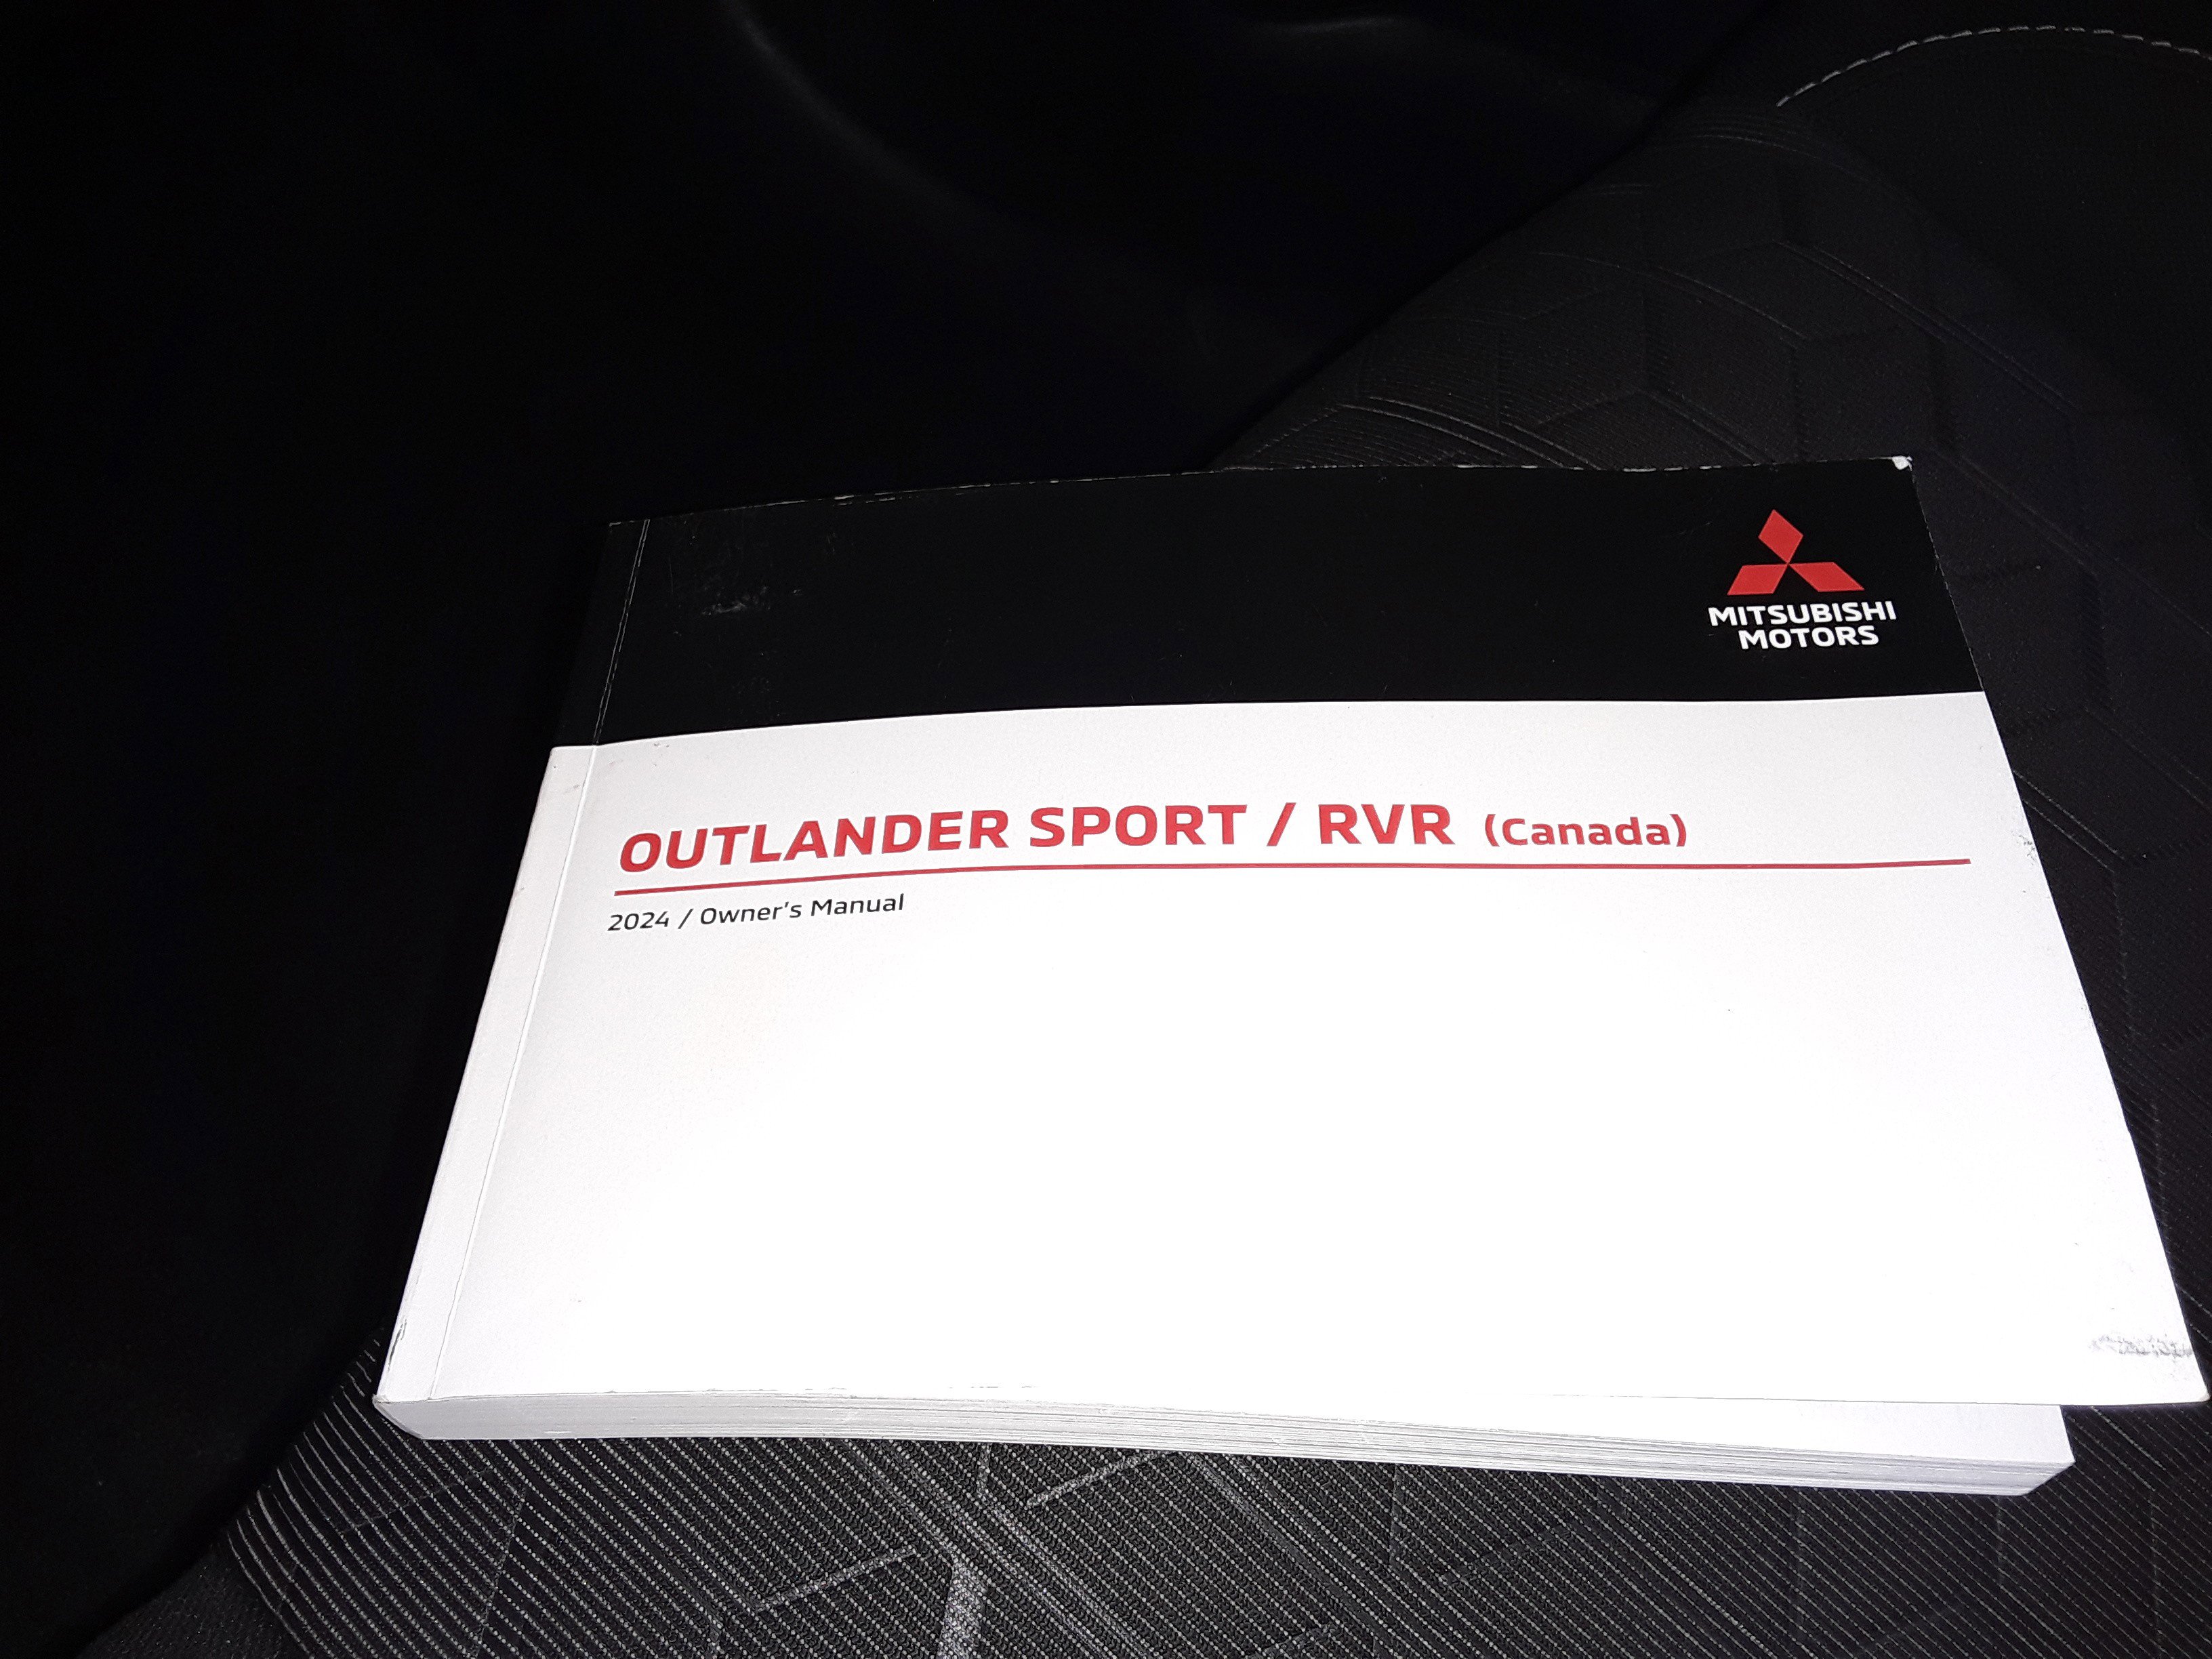 MITSUBISHI
MOTORS
OUTLANDER SPORT / RVR (Canada)
2024 / Owner's Manual